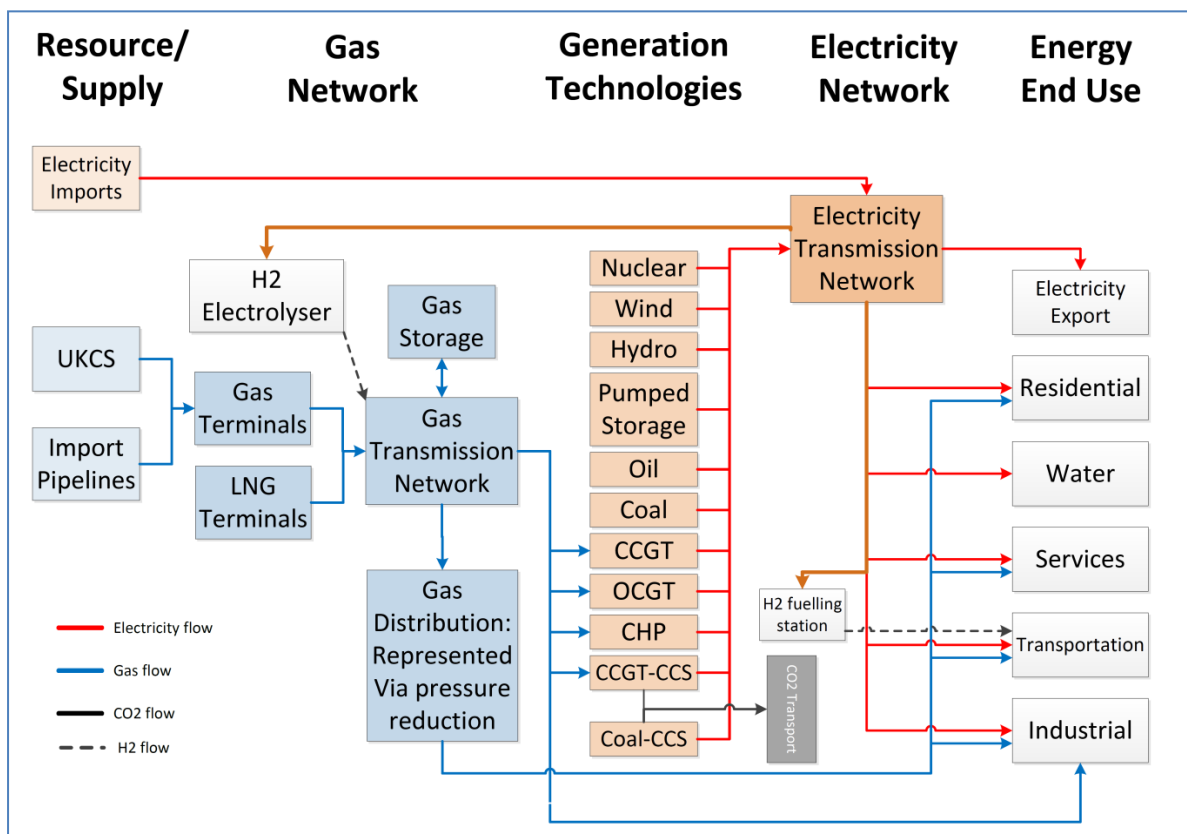 Resource/
Supply
Gas
Network
Generation
Technologies
Electricity
Network
Energy
End Use
Electricity
Imports
Electricity
Transmission
Network
H2
Electrolyser
Gas
Storage
Nuclear
Wind
Hydro
Pumped
Storage
Oil
Coal
CCGT
OCGT
CHP
CCGT-CCS
Coal-CCS
Electricity
Export
UKCS
Import
Pipelines
Gas
Terminals
LNG
Terminals
Gas
Transmission
Network
Gas
Distribution:
Represented
Via pressure
reduction
Residential
Water
Services
H2 fuelling
station
Transportation
CO2 Transport
Industrial
Electricity flow
Gas flow
CO2 flow
H2 flow